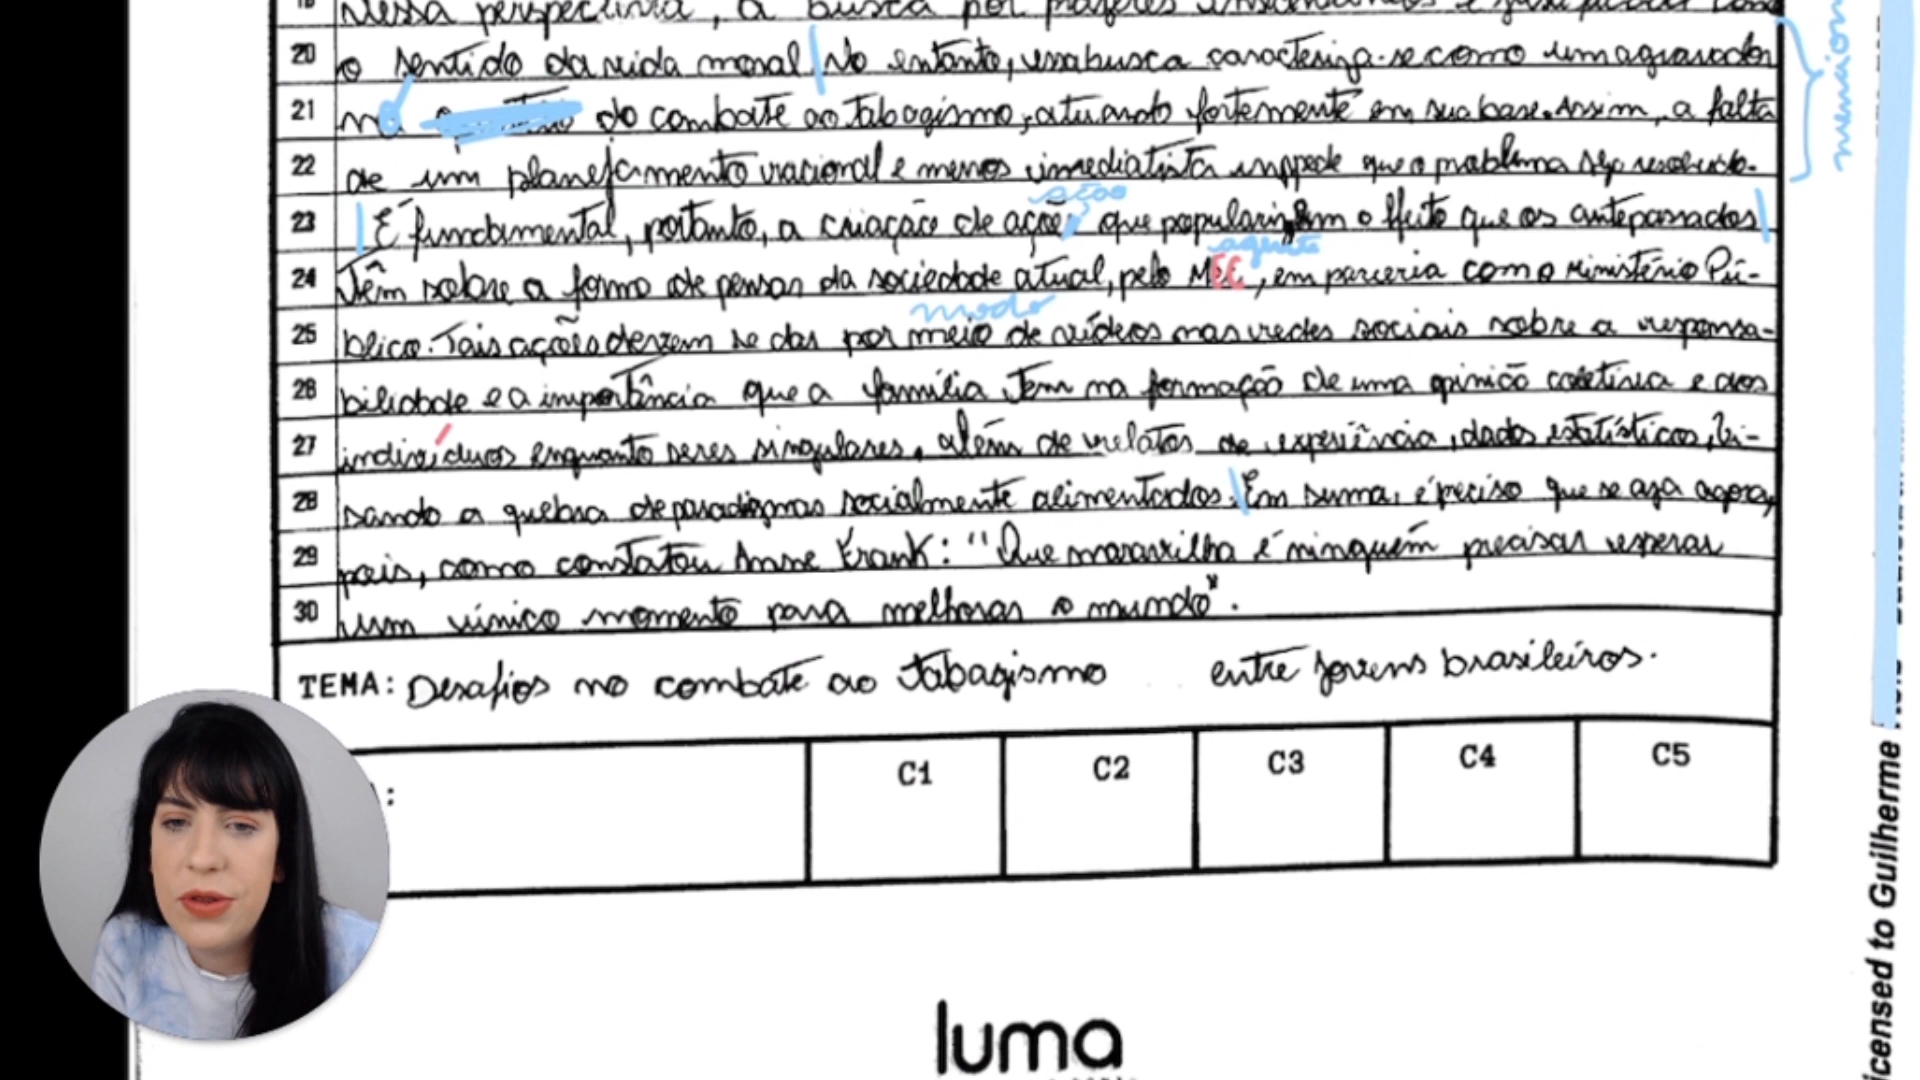 19 Nessa perspectiva, a busca por prazeres instantâneos é justificada como
20 o sentido da vida moral. No entanto, essa busca caracteriza-se como um agravador
21 no do combate ao tabagismo, atuando fortemente em sua base. Assim, a falta
22 de um planejamento racional e menos imediatista impede que o problema seja resolvido.
ação
23 É fundamental, portanto, a criação de ações que popularizem o efeito que os antepassados
agente
24 têm sobre a forma de pensar da sociedade atual, pelo MEC, em parceria com o Ministério Pú-
modo
25 blico. Tais ações devem se dar por meio de vídeos nas redes sociais sobre a responsa-
26 bilidade e a importância que a família tem na formação de uma opinião coletiva e dos
27 indivíduos enquanto seres singulares, além de relatos de experiência, dados estatísticos, vi-
28 sando a quebra de paradigmas socialmente alimentados. Em suma, é preciso que se aja agora,
29 pois, como constatou Anne Frank: "Que maravilha é ninguém precisar esperar
30 um único momento para melhorar o mundo".
TEMA: Desafios no combate ao tabagismo entre jovens brasileiros.
:
C1 C2 C3 C4 C5
luma
icensed to Guilherme